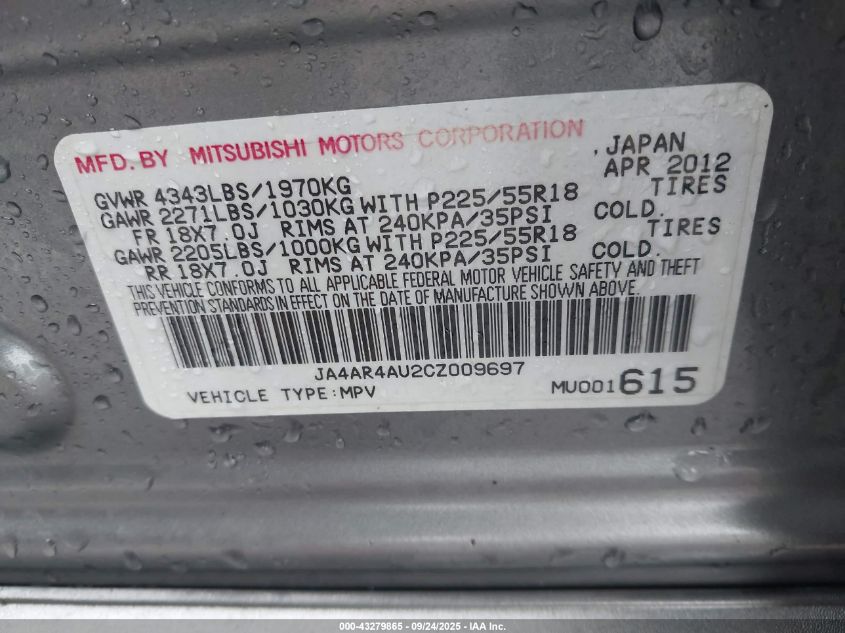 MFD. BY MITSUBISHI MOTORS CORPORATION , JAPAN
GVWR 4343LBS/1970KG APR 2012
GAWR 2271LBS/1030KG WITH P225/55R18 TIRES
FR 18X7.0J RIMS AT 240KPA/35PSI COLD.
GAWR 2205LBS/1000KG WITH P225/55R18 TIRES
RR 18X7.0J RIMS AT 240KPA/35PSI COLD.
THIS VEHICLE CONFORMS TO ALL APPLICABLE FEDERAL MOTOR VEHICLE SAFETY AND THEFT
PREVENTION STANDARDS IN EFFECT ON THE DATE OF MANUFACTURE SHOWN ABOVE.
JA4AR4AU2CZ009697
VEHICLE TYPE:MPV MU001615
000-43279865 - 09/24/2025 - IAA Inc.